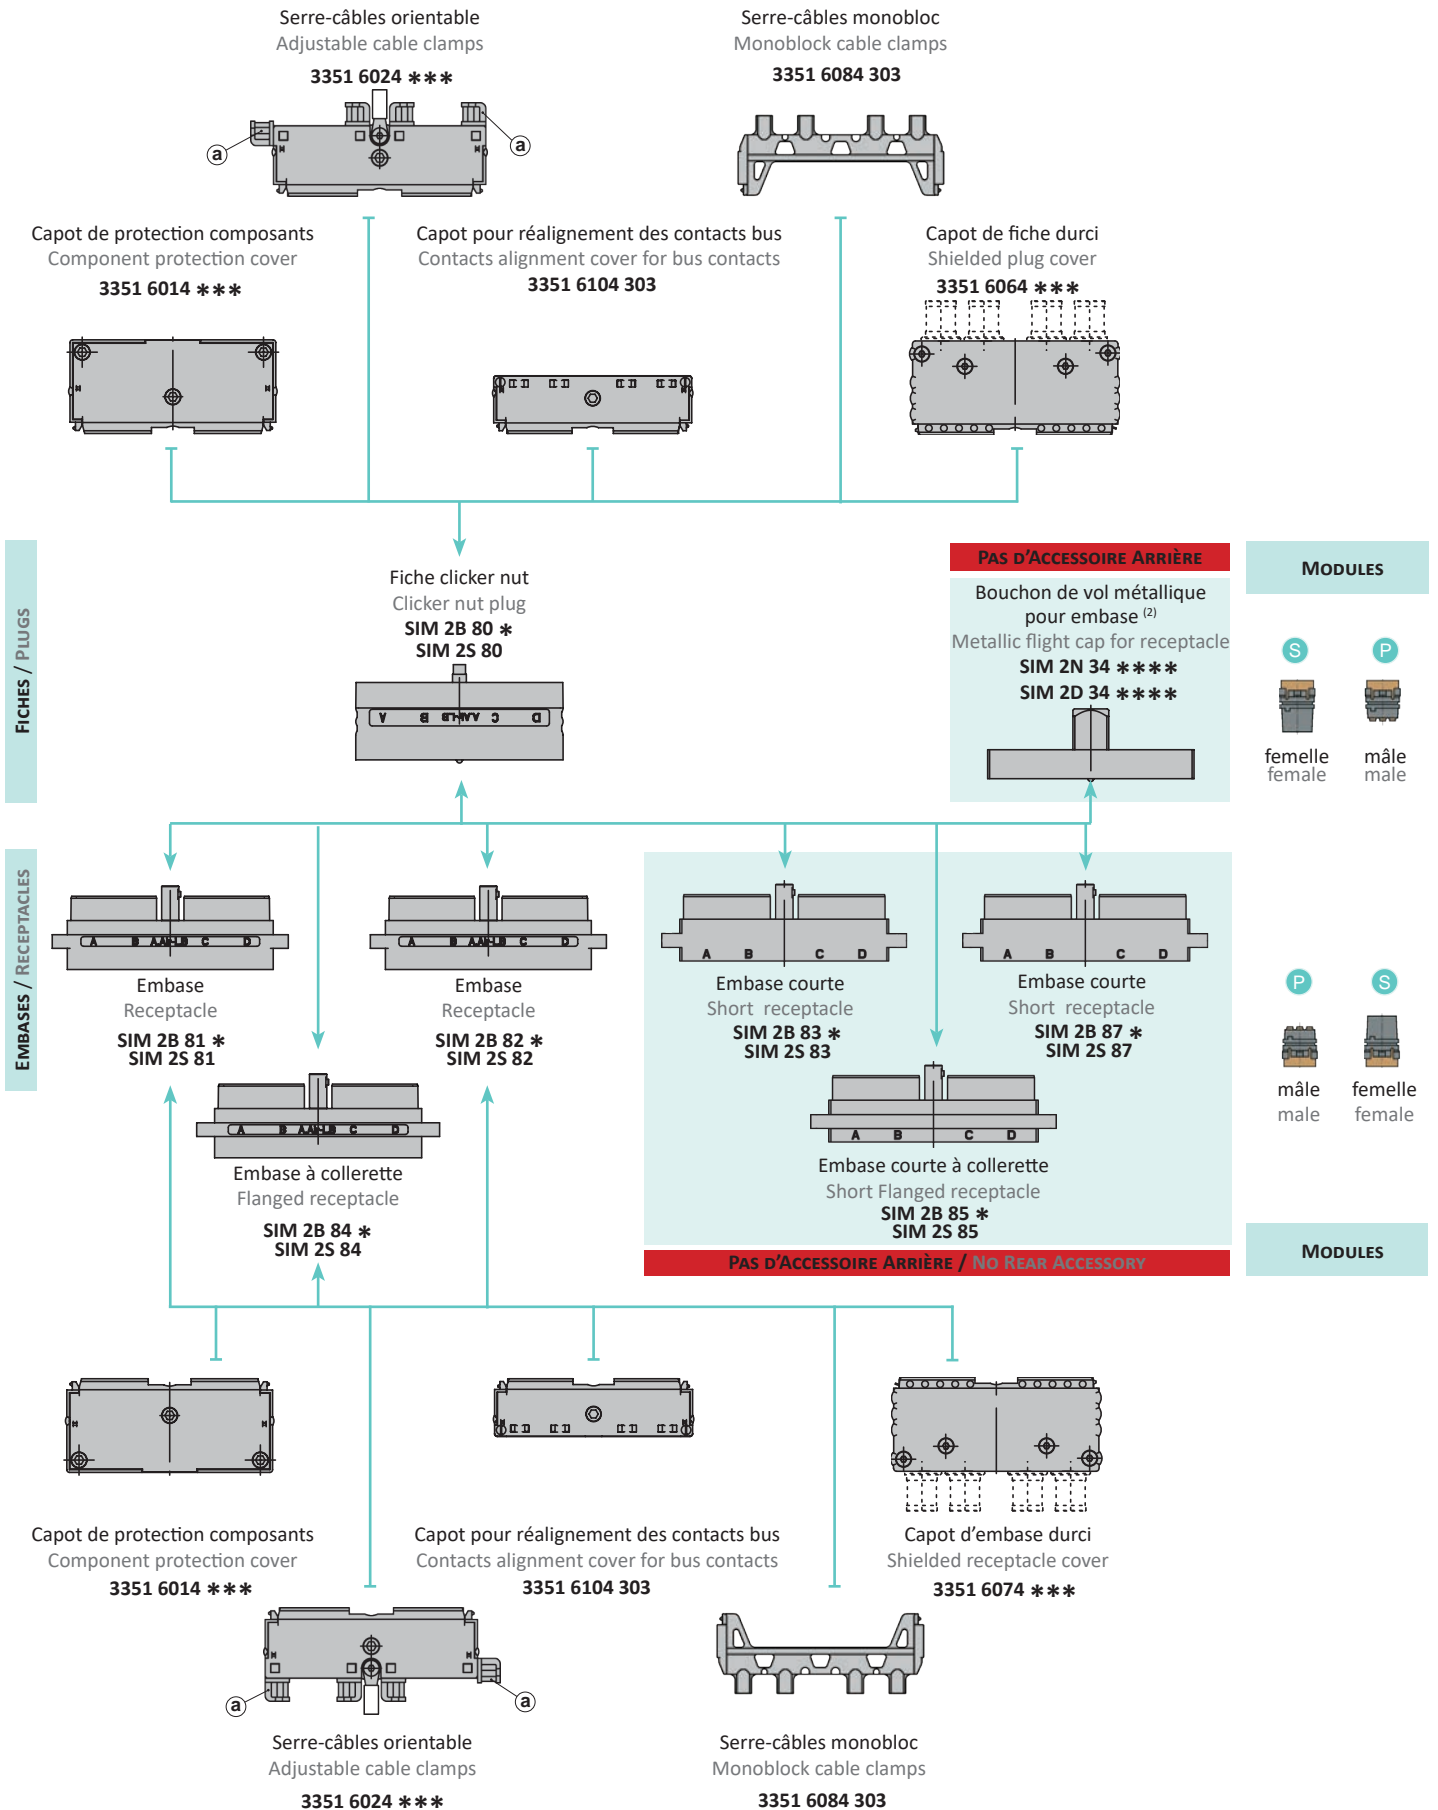 Serre-câbles orientable
Adjustable cable clamps
3351 6024 ***
Serre-câbles monobloc
Monoblock cable clamps
3351 6084 303
a
a
Capot de protection composants
Component protection cover
3351 6014 ***
Capot pour réalignement des contacts bus
Contacts alignment cover for bus contacts
3351 6104 303
Capot de fiche durci
Shielded plug cover
3351 6064 ***
FICHES / PLUGS
Fiche clicker nut
Clicker nut plug
SIM 2B 80 *
SIM 2S 80
A B C D
PAS D'ACCESSOIRE ARRIÈRE
Bouchon de vol métallique
pour embase (2)
Metallic flight cap for receptacle
SIM 2N 34 ****
SIM 2D 34 ****
MODULES
S P
femelle mâle
female male
EMBASES / RECEPTACLES
A B C D
Embase
Receptacle
SIM 2B 81 *
SIM 2S 81
A B C D
Embase
Receptacle
SIM 2B 82 *
SIM 2S 82
A B C D
Embase courte
Short receptacle
SIM 2B 83 *
SIM 2S 83
A B C D
Embase courte
Short receptacle
SIM 2B 87 *
SIM 2S 87
P S
mâle femelle
male female
A B C D
Embase à collerette
Flanged receptacle
SIM 2B 84 *
SIM 2S 84
A B C D
Embase courte à collerette
Short Flanged receptacle
SIM 2B 85 *
SIM 2S 85
PAS D'ACCESSOIRE ARRIÈRE / NO REAR ACCESSORY
MODULES
Capot de protection composants
Component protection cover
3351 6014 ***
Capot pour réalignement des contacts bus
Contacts alignment cover for bus contacts
3351 6104 303
Capot d'embase durci
Shielded receptacle cover
3351 6074 ***
a
a
Serre-câbles orientable
Adjustable cable clamps
3351 6024 ***
Serre-câbles monobloc
Monoblock cable clamps
3351 6084 303